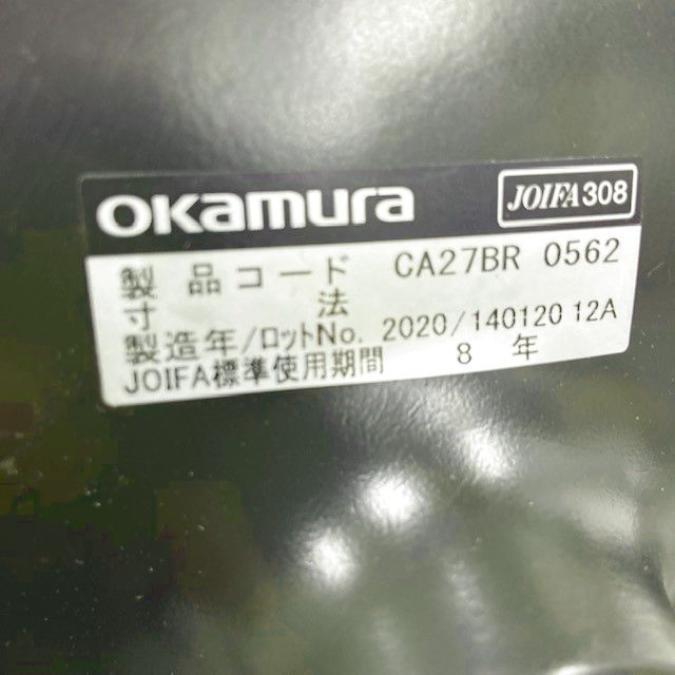 okamura JOIFA308
製品コード CA27BR 0562
寸法
製造年/ロットNo. 2020/140120 12A
JOIFA標準使用期間 8 年